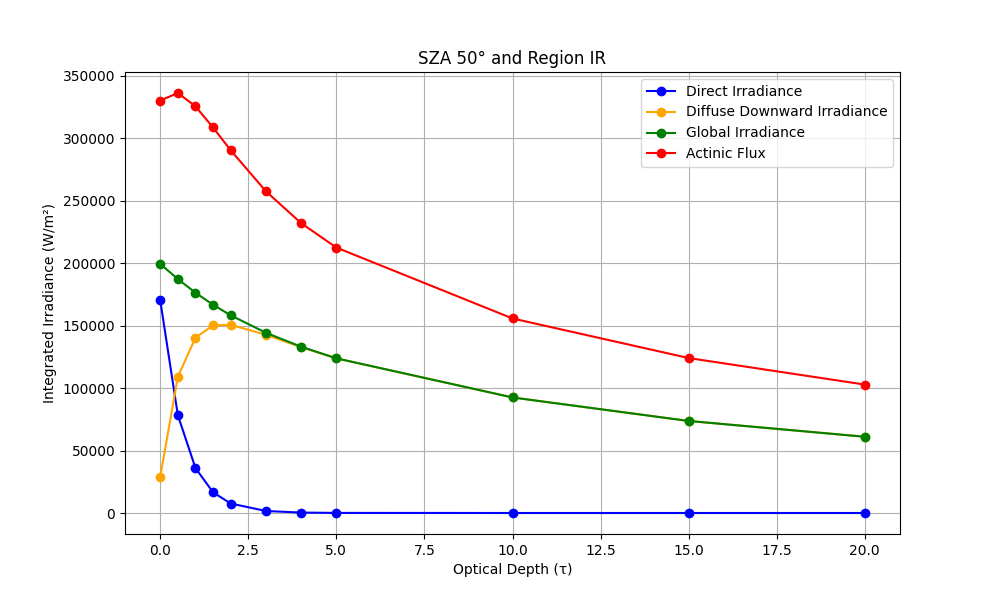 SZA 50° and Region IR
Direct Irradiance
Diffuse Downward Irradiance
Global Irradiance
Actinic Flux
Integrated Irradiance (W/m²)
350000
300000
250000
200000
150000
100000
50000
0
0.0 2.5 5.0 7.5 10.0 12.5 15.0 17.5 20.0
Optical Depth (τ)